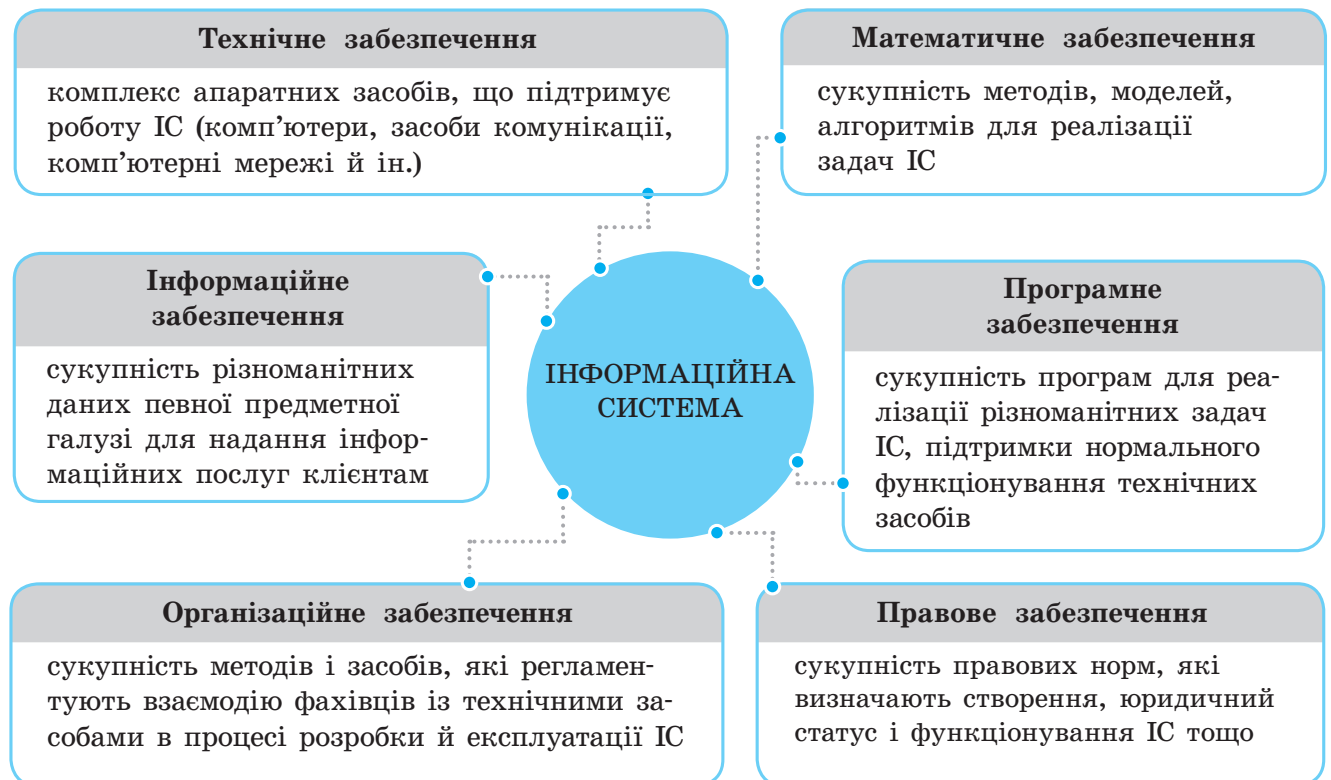 Технічне забезпечення
комплекс апаратних засобів, що підтримує
роботу ІС (комп’ютери, засоби комунікації,
комп’ютерні мережі й ін.)
Математичне забезпечення
сукупність методів, моделей,
алгоритмів для реалізації
задач ІС
Інформаційне
забезпечення
сукупність різноманітних
даних певної предметної
галузі для надання інфор-
маційних послуг клієнтам
ІНФОРМАЦІЙНА
СИСТЕМА
Програмне
забезпечення
сукупність програм для реа-
лізації різноманітних задач
ІС, підтримки нормального
функціонування технічних
засобів
Організаційне забезпечення
сукупність методів і засобів, які регламен-
тують взаємодію фахівців із технічними за-
собами в процесі розробки й експлуатації ІС
Правове забезпечення
сукупність правових норм, які
визначають створення, юридичний
статус і функціонування ІС тощо